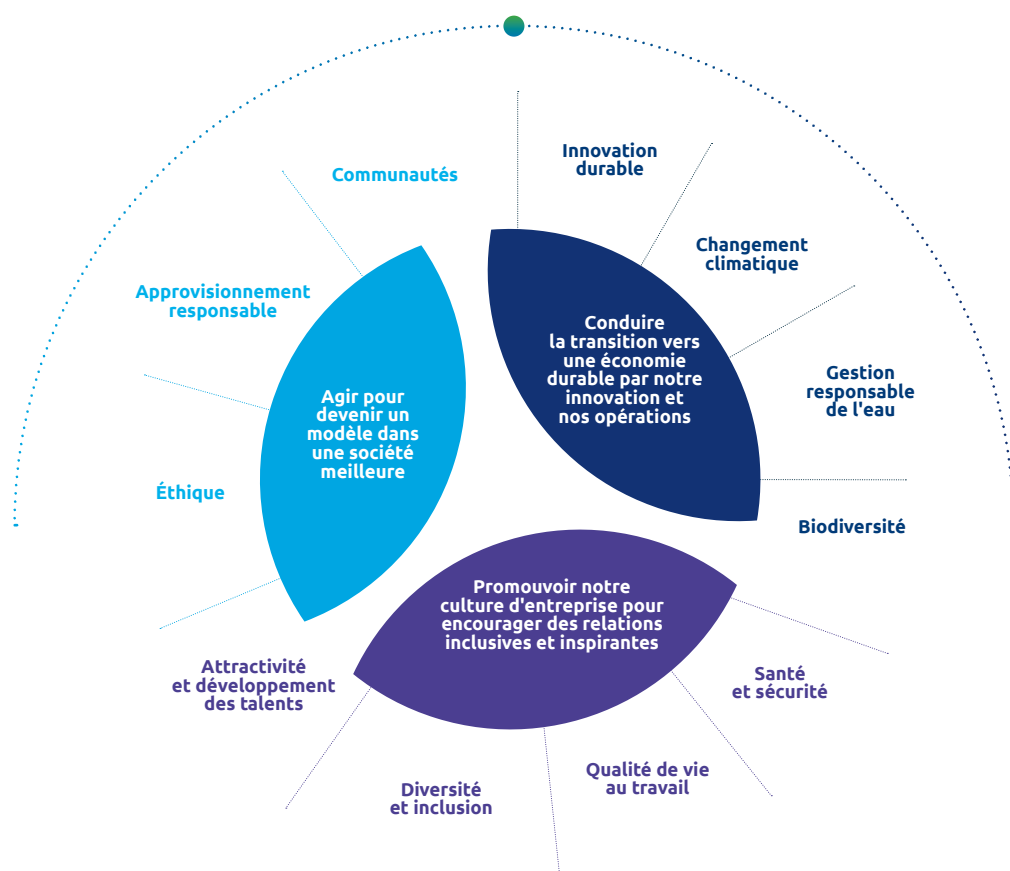 Communautés
Innovation
durable
Changement
climatique
Approvisionnement
responsable
Conduire
la transition vers
une économie
durable par notre
innovation et
nos opérations
Gestion
responsable
de l'eau
Agir pour
devenir un
modèle dans
une société
meilleure
Éthique
Biodiversité
Promouvoir notre
culture d'entreprise pour
encourager des relations
inclusives et inspirantes
Attractivité
et développement
des talents
Santé
et sécurité
Diversité
et inclusion
Qualité de vie
au travail